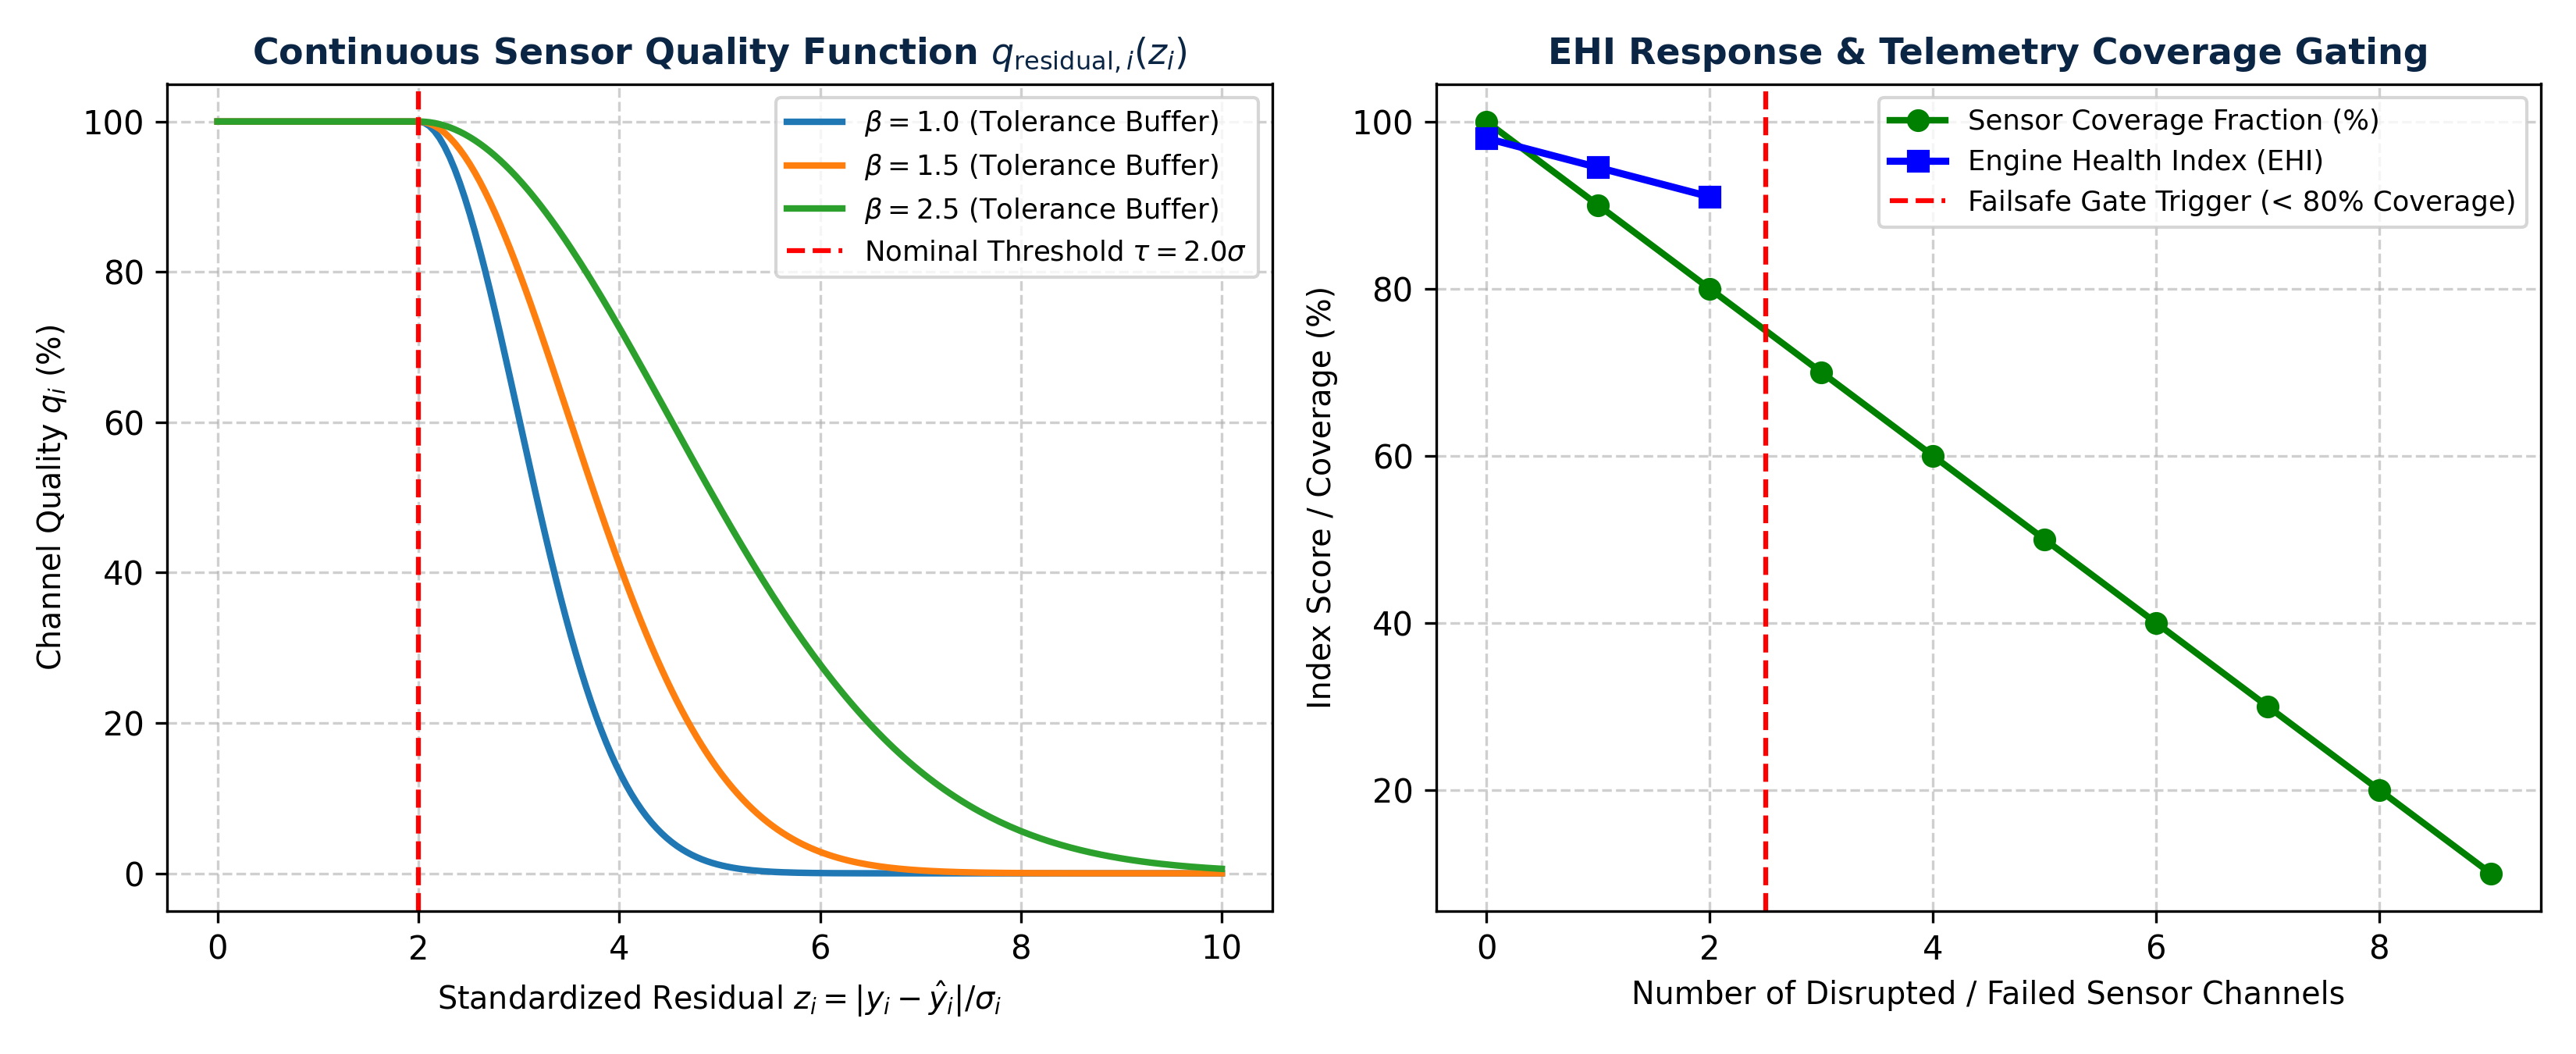 Continuous Sensor Quality Function q_residual, i(z_i)
β = 1.0 (Tolerance Buffer)
β = 1.5 (Tolerance Buffer)
β = 2.5 (Tolerance Buffer)
Nominal Threshold τ = 2.0σ
Channel Quality q_i (%)
100
80
60
40
20
0
0 2 4 6 8 10
Standardized Residual z_i = |y_i − ŷ_i|/σ_i
EHI Response & Telemetry Coverage Gating
Sensor Coverage Fraction (%)
Engine Health Index (EHI)
Failsafe Gate Trigger (< 80% Coverage)
Index Score / Coverage (%)
100
80
60
40
20
0 2 4 6 8
Number of Disrupted / Failed Sensor Channels